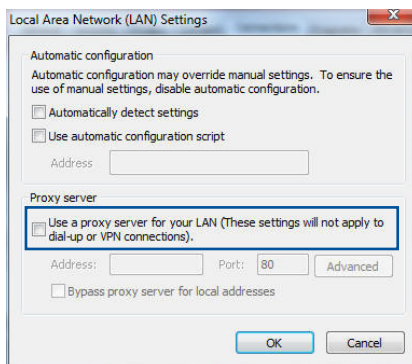 Local Area Network (LAN) Settings
Automatic configuration
Automatic configuration may override manual settings. To ensure the
use of manual settings, disable automatic configuration.
Automatically detect settings
Use automatic configuration script
Address
Proxy server
Use a proxy server for your LAN (These settings will not apply to
dial-up or VPN connections).
Address:
Port: 80
Advanced
Bypass proxy server for local addresses
OK
Cancel